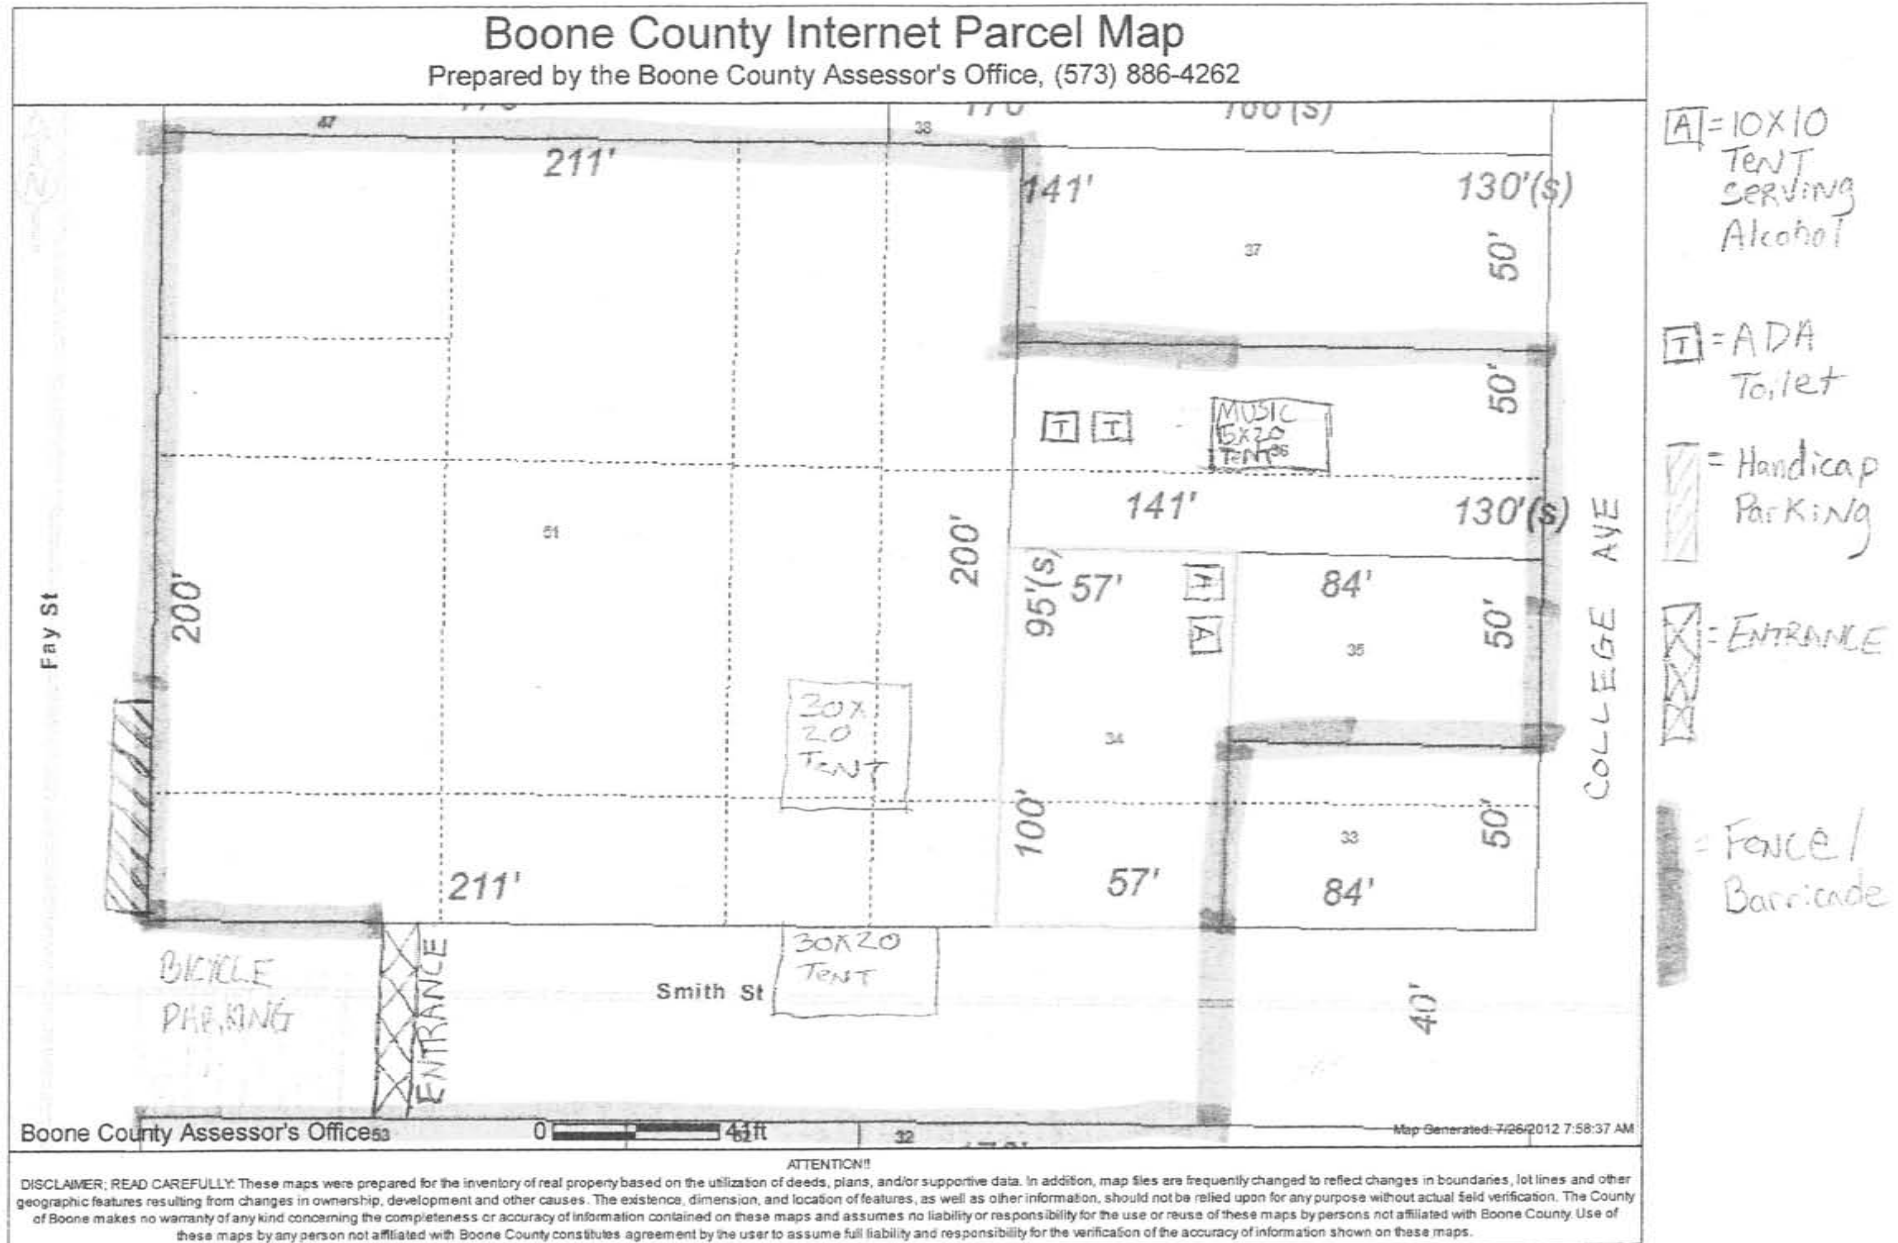 Boone County Internet Parcel Map
Prepared by the Boone County Assessor's Office, (573) 886-4262
47
38
170'
100'(s)
211'
141'
130'(s)
37
50'
50'
T T
MUSIC
15X20
TENT
36
141'
130'(s)
51
200'
200'
Fay St
95'(s)
57'
A
A
84'
35
50'
COLLEGE AVE
30X
20
TENT
34
100'
33
50'
211'
57'
84'
BICYCLE
PARKING
ENTRANCE
Smith St
30X20
TENT
40'
A = 10X10
TENT
SERVING
Alcohol
T = ADA
Toilet
= Handicap
Parking
= ENTRANCE
= FENCE /
Barricade
Boone County Assessor's Office
53
0
41ft
52
32
Map Generated: 7/26/2012 7:58:37 AM
ATTENTION!!
DISCLAIMER; READ CAREFULLY: These maps were prepared for the inventory of real property based on the utilization of deeds, plans, and/or supportive data. In addition, map files are frequently changed to reflect changes in boundaries, lot lines and other
geographic features resulting from changes in ownership, development and other causes. The existence, dimension, and location of features, as well as other information, should not be relied upon for any purpose without actual field verification. The County
of Boone makes no warranty of any kind concerning the completeness or accuracy of information contained on these maps and assumes no liability or responsibility for the use or reuse of these maps by persons not affiliated with Boone County. Use of
these maps by any person not affiliated with Boone County constitutes agreement by the user to assume full liability and responsibility for the verification of the accuracy of information shown on these maps.